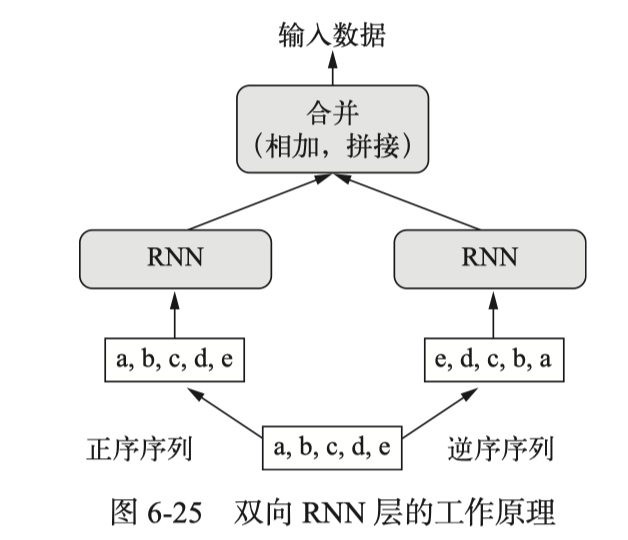 输入数据
合并
(相加，拼接)
RNN
RNN
a, b, c, d, e
e, d, c, b, a
正序序列
a, b, c, d, e
逆序序列
图 6-25 双向 RNN 层的工作原理